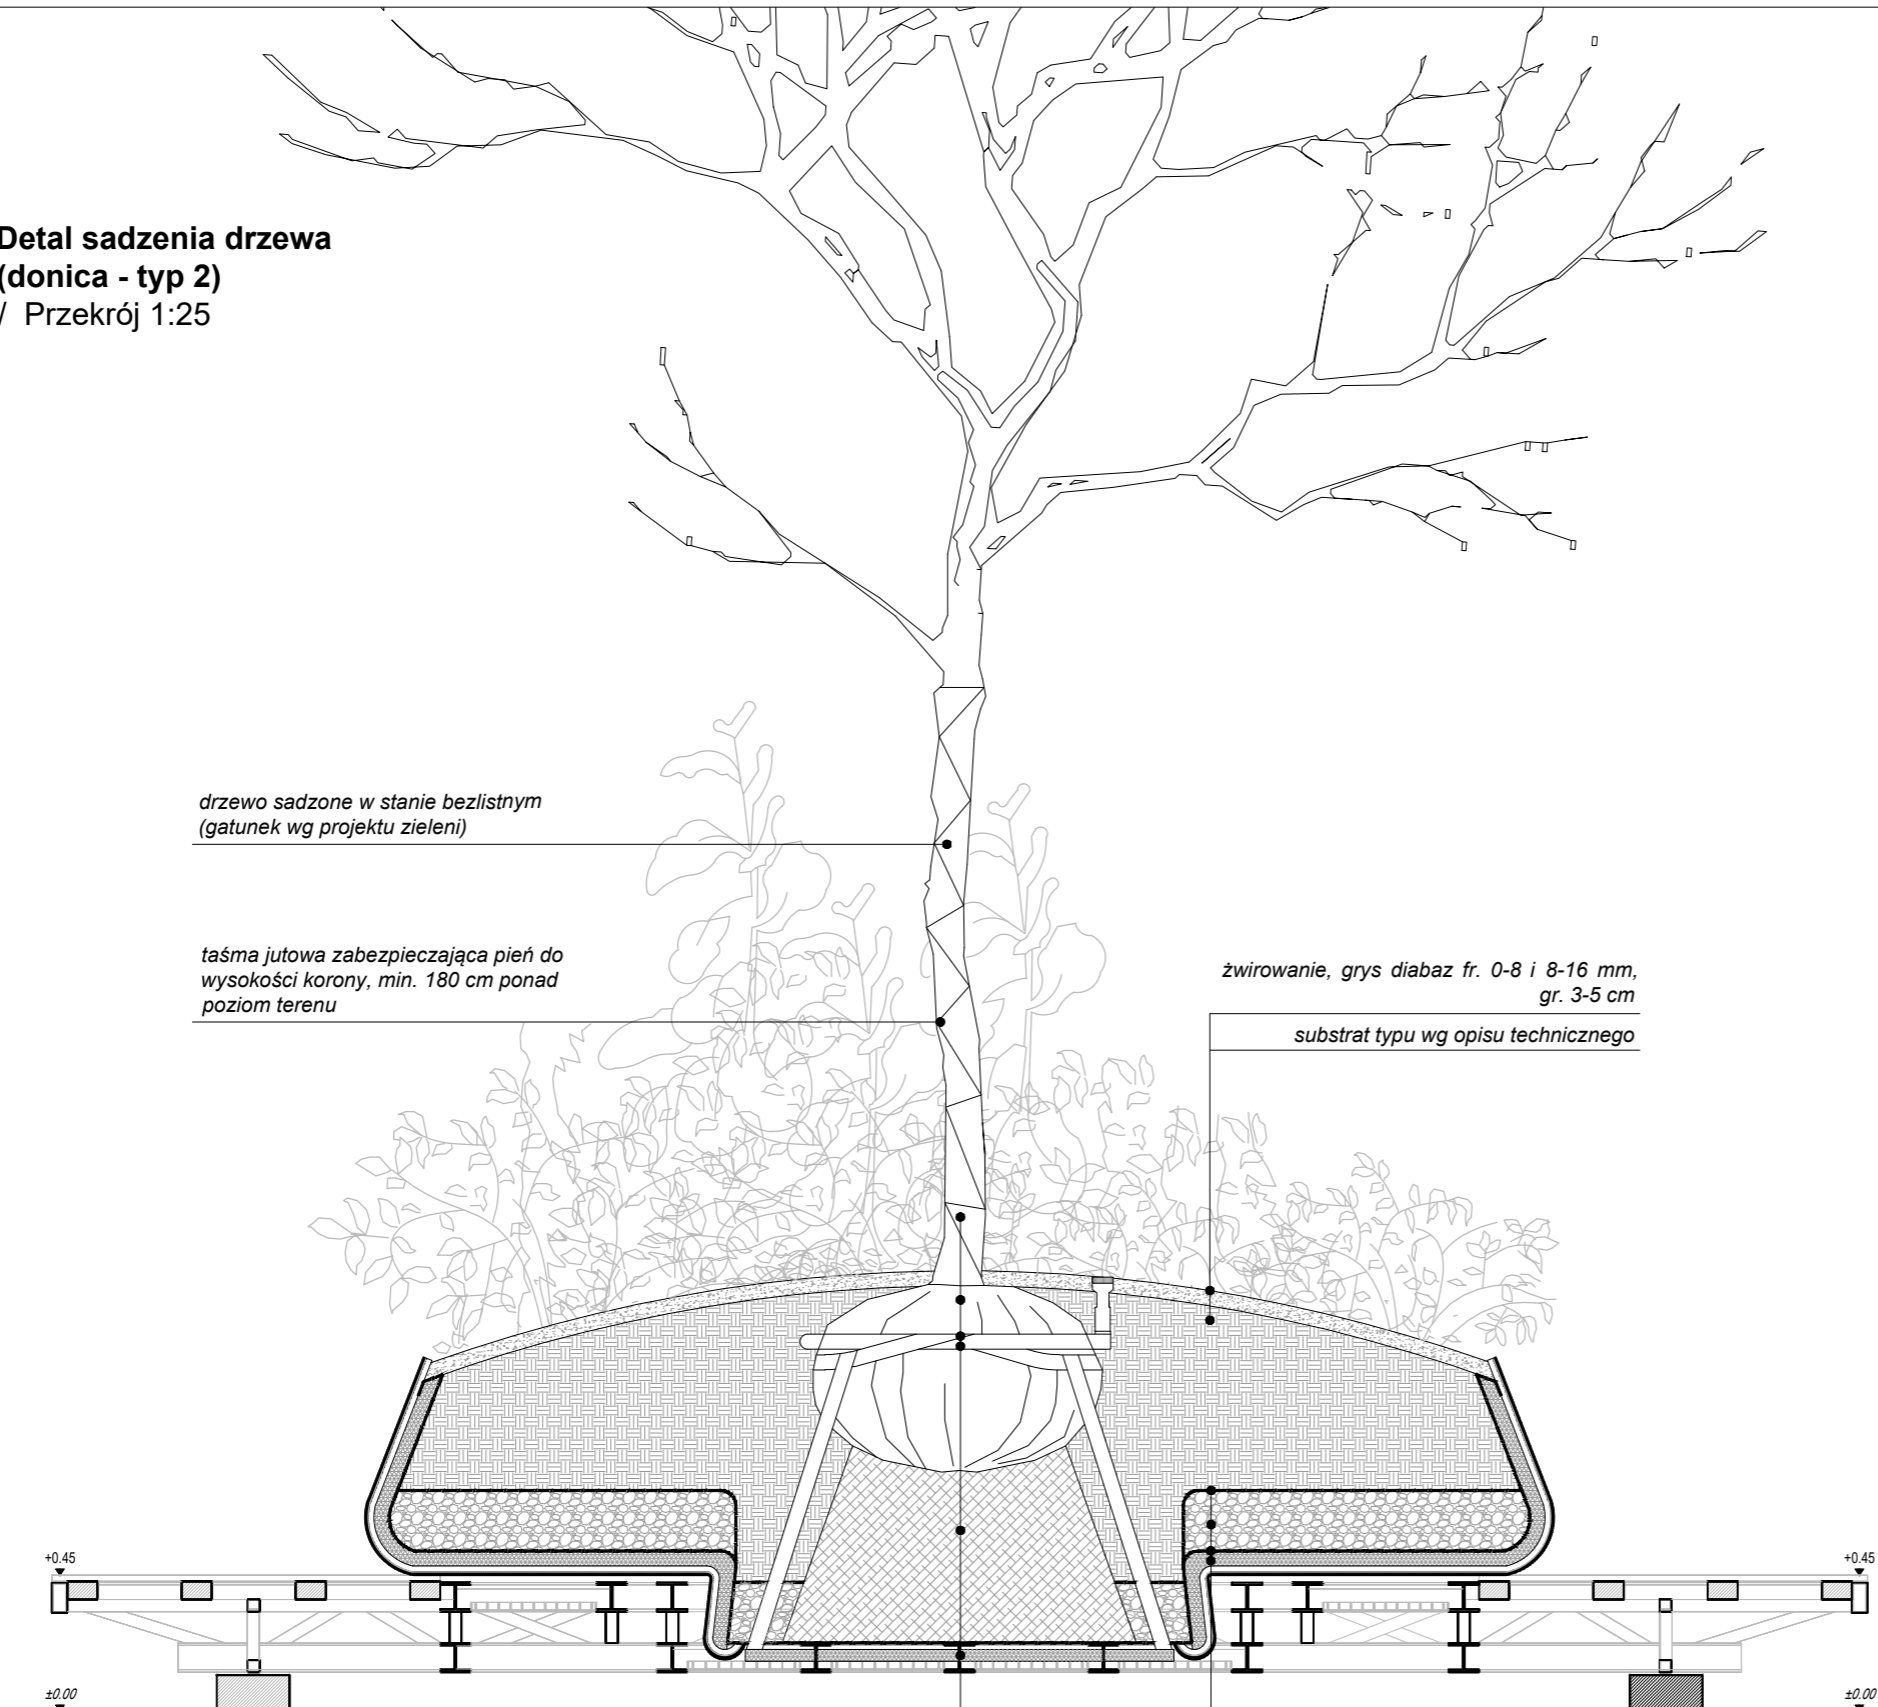 Detal sadzenia drzewa
(donica - typ 2)
/ Przekrój 1:25
drzewo sadzone w stanie bezlistnym
(gatunek wg projektu zieleni)
taśma jutowa zabezpieczająca pień do
wysokości korony, min. 180 cm ponad
poziom terenu
żwirowanie, grys diabaz fr. 0-8 i 8-16 mm,
gr. 3-5 cm
substrat typu wg opisu technicznego
+0.45
+0.45
±0.00
±0.00